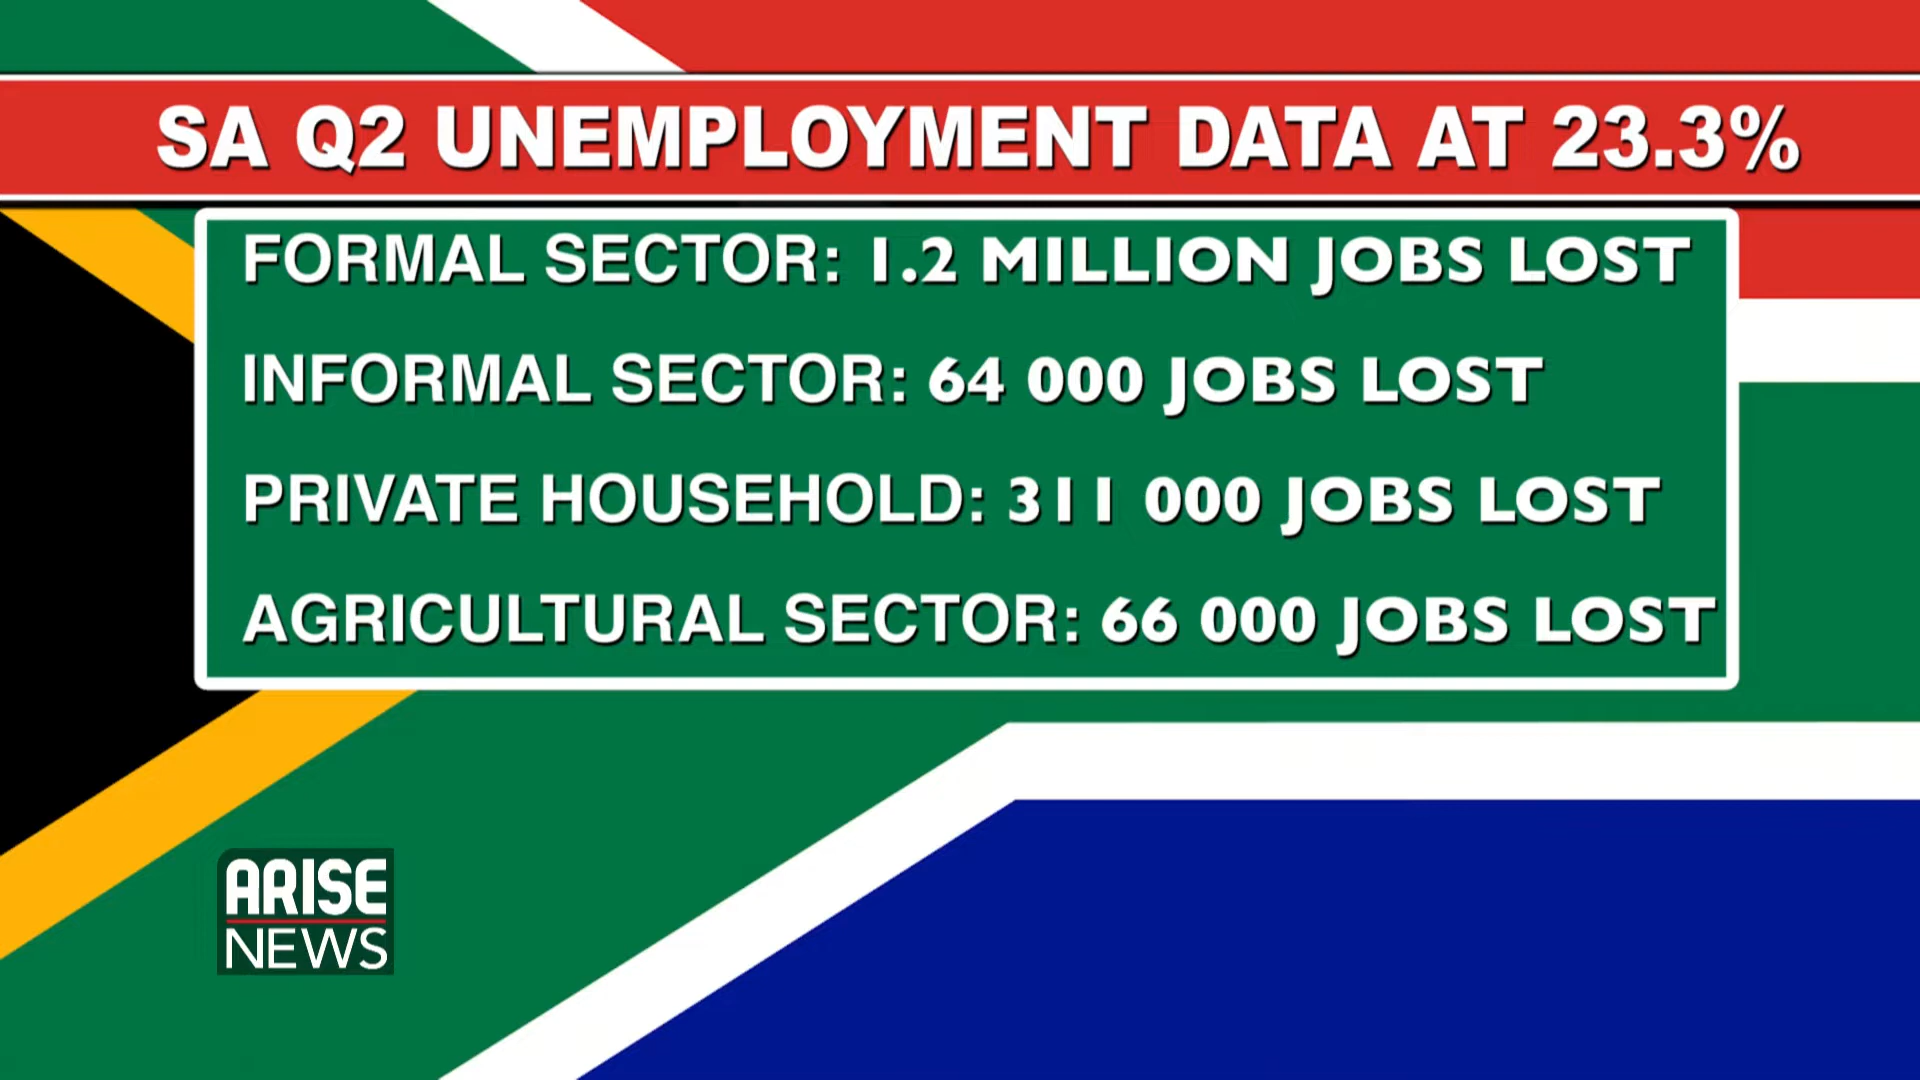 SA Q2 UNEMPLOYMENT DATA AT 23.3%
FORMAL SECTOR: 1.2 MILLION JOBS LOST
INFORMAL SECTOR: 64 000 JOBS LOST
PRIVATE HOUSEHOLD: 311 000 JOBS LOST
AGRICULTURAL SECTOR: 66 000 JOBS LOST
ARISE
NEWS